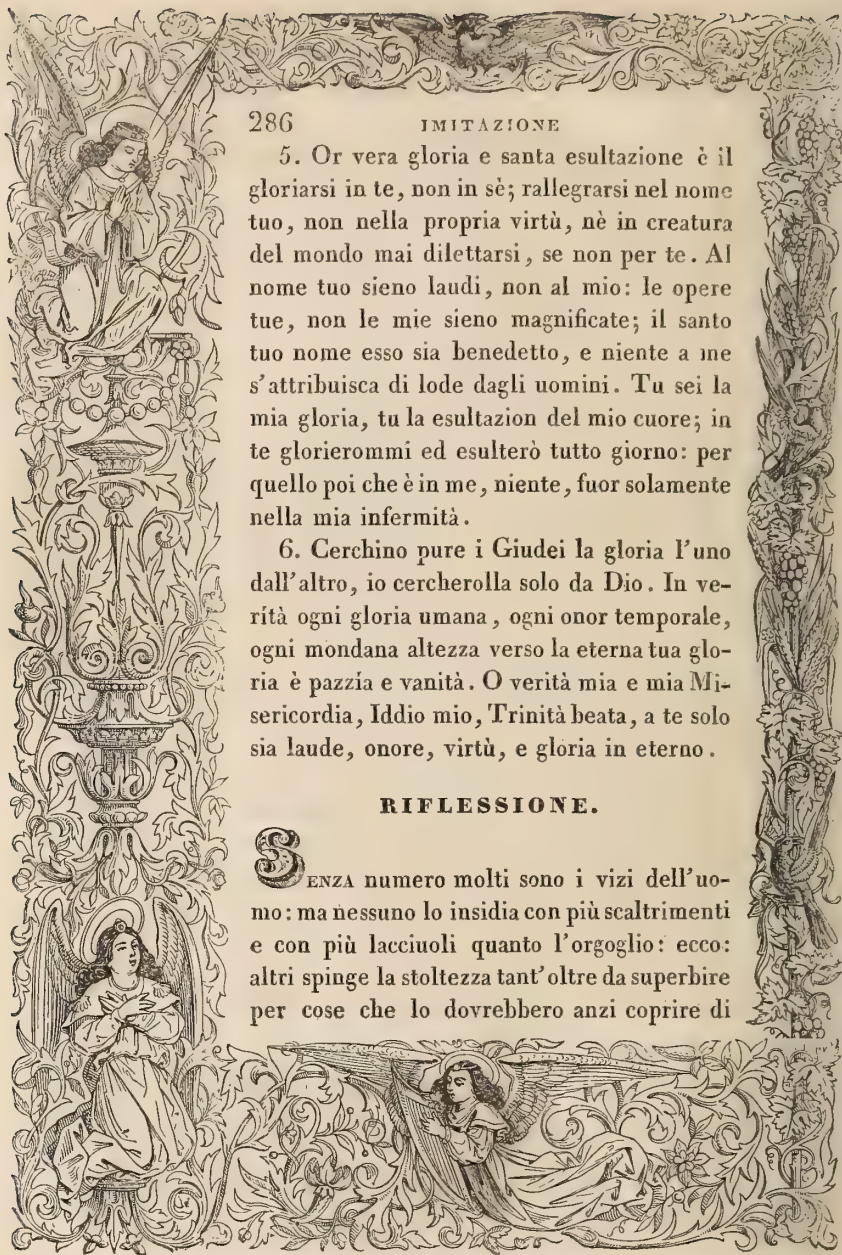 286 IMITAZIONE
5. Or vera gloria e santa esultazione è il
gloriarsi in te, non in sè; rallegrarsi nel nome
tuo, non nella propria virtù, nè in creatura
del mondo mai dilettarsi, se non per te. Al
nome tuo sieno laudi, non al mio: le opere
tue, non le mie sieno magnificate; il santo
tuo nome esso sia benedetto, e niente a me
s'attribuisca di lode dagli uomini. Tu sei la
mia gloria, tu la esultazion del mio cuore; in
te glorierommi ed esulterò tutto giorno: per
quello poi che è in me, niente, fuor solamente
nella mia infermità.
6. Cerchino pure i Giudei la gloria l'uno
dall'altro, io cercherolla solo da Dio. In ve-
rità ogni gloria umana, ogni onor temporale,
ogni mondana altezza verso la eterna tua glo-
ria è pazzía e vanità. O verità mia e mia Mi-
sericordia, Iddio mio, Trinità beata, a te solo
sia laude, onore, virtù, e gloria in eterno.
RIFLESSIONE.
SENZA numero molti sono i vizi dell'uo-
mo: ma nessuno lo insidia con più scaltrimenti
e con più lacciuoli quanto l'orgoglio: ecco:
altri spinge la stoltezza tant'oltre da superbire
per cose che lo dovrebbero anzi coprire di